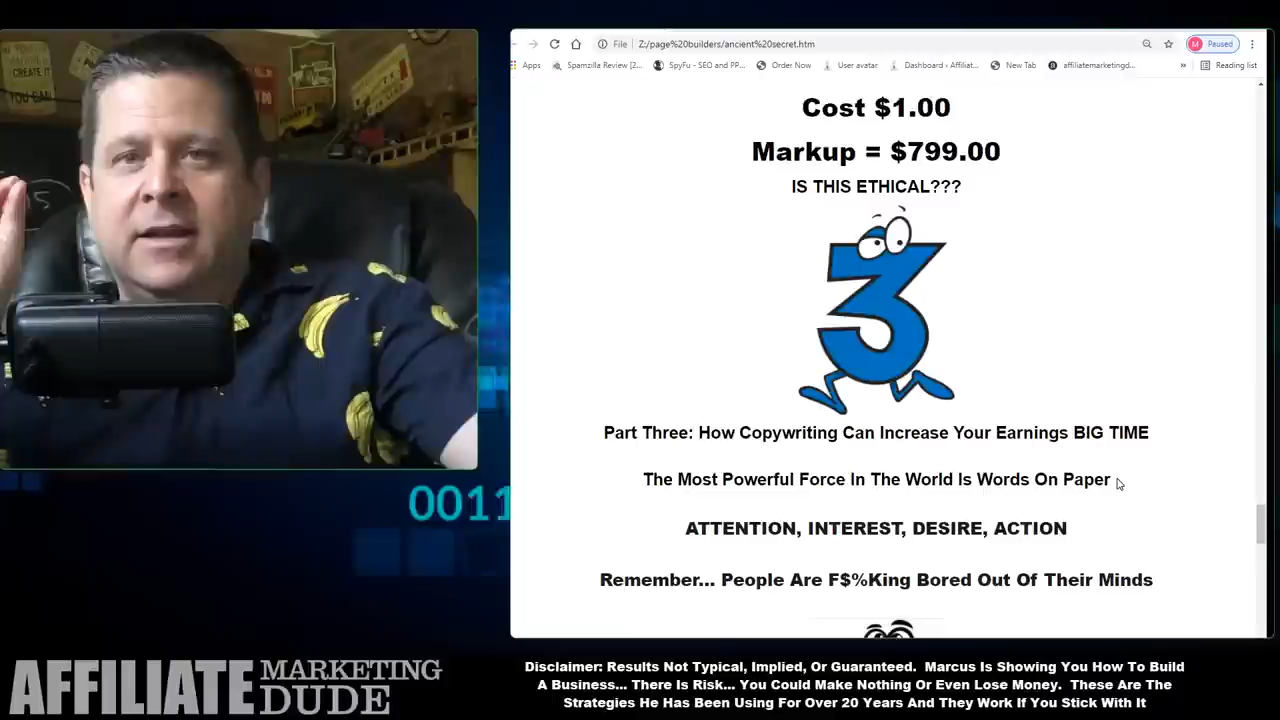 CREATE IT
YOU CAN
File
Z:/page%20builders/ancient%20secret.htm
Paused
Apps
Spamzilla Review [2...
SpyFu - SEO and PP...
Order Now
User avatar
Dashboard ‹ Affiliat...
New Tab
affiliatemarketingd...
»
Reading list
Cost $1.00
Markup = $799.00
IS THIS ETHICAL???
3
Part Three: How Copywriting Can Increase Your Earnings BIG TIME
The Most Powerful Force In The World Is Words On Paper
ATTENTION, INTEREST, DESIRE, ACTION
Remember... People Are F$%King Bored Out Of Their Minds
0011
AFFILIATE MARKETING DUDE
Disclaimer: Results Not Typical, Implied, Or Guaranteed. Marcus Is Showing You How To Build
A Business... There Is Risk... You Could Make Nothing Or Even Lose Money. These Are The
Strategies He Has Been Using For Over 20 Years And They Work If You Stick With It